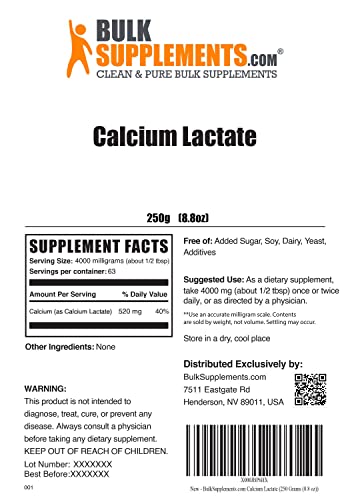 BULK
SUPPLEMENTS.COM®
CLEAN & PURE BULK SUPPLEMENTS
Calcium Lactate
250g (8.8oz)
SUPPLEMENT FACTS
Serving Size: 4000 milligrams (about 1/2 tbsp)
Servings per container: 63
Amount Per Serving % Daily Value
Calcium (as Calcium Lactate) 520 mg 40%
Other Ingredients: None
WARNING:
This product is not intended to
diagnose, treat, cure, or prevent any
disease. Always consult a physician
before taking any dietary supplement.
KEEP OUT OF REACH OF CHILDREN.
Lot Number: XXXXXXX
Best Before:XXXXXXX
001
Free of: Added Sugar, Soy, Dairy, Yeast,
Additives
Suggested Use: As a dietary supplement,
take 4000 mg (about 1/2 tbsp) once or twice
daily, or as directed by a physician.
**Use an accurate milligram scale. Contents
are sold by weight, not volume. Settling may occur.
Store in a dry, cool place
Distributed Exclusively by:
BulkSupplements.com
7511 Eastgate Rd
Henderson, NV 89011, USA
New - BulkSupplements.com Calcium Lactate (250 Grams (8.8 oz))